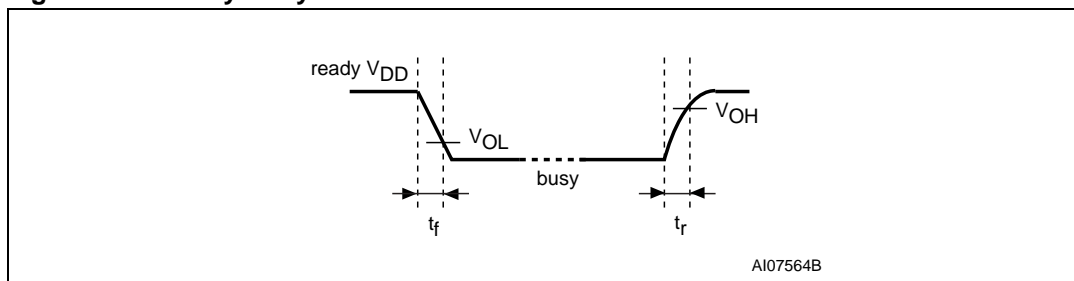 ready VDD
VOL
VOH
busy
tf
tr
AI07564B